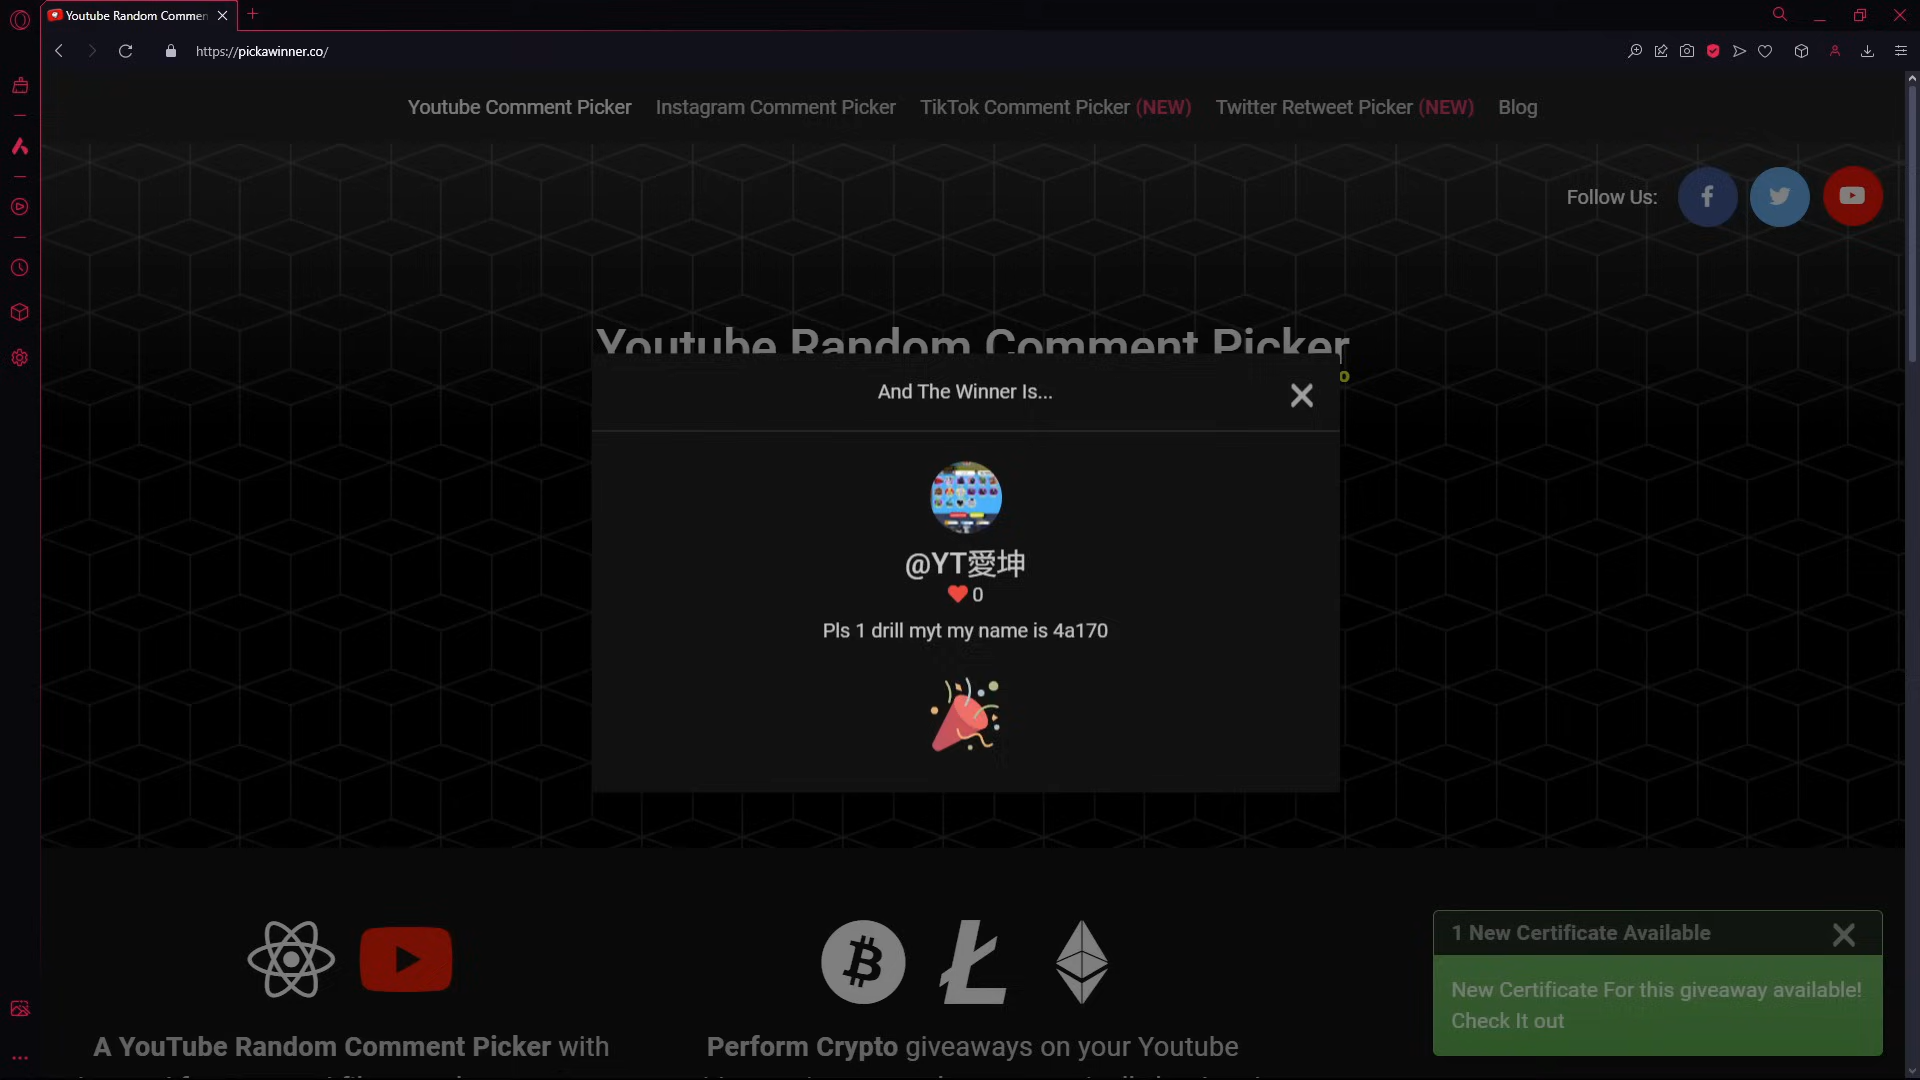 Youtube Random Commen
https://pickawinner.co/
Youtube Comment Picker Instagram Comment Picker TikTok Comment Picker (NEW) Twitter Retweet Picker (NEW) Blog
Follow Us:
Youtube Random Comment Picker
And The Winner Is...
@YT愛坤
0
Pls 1 drill myt my name is 4a170
1 New Certificate Available
New Certificate For this giveaway available!
Check It out
A YouTube Random Comment Picker with
Perform Crypto giveaways on your Youtube